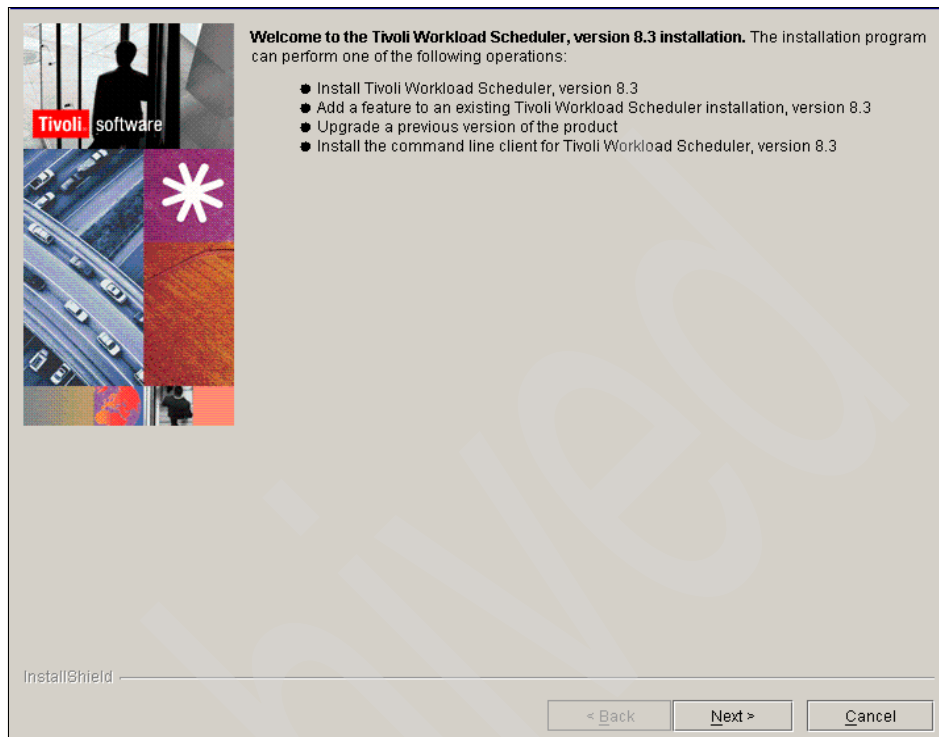 Welcome to the Tivoli Workload Scheduler, version 8.3 installation. The installation program
can perform one of the following operations:
Install Tivoli Workload Scheduler, version 8.3
Add a feature to an existing Tivoli Workload Scheduler installation, version 8.3
Upgrade a previous version of the product
Install the command line client for Tivoli Workload Scheduler, version 8.3
Tivoli. software
InstallShield
< Back Next > Cancel